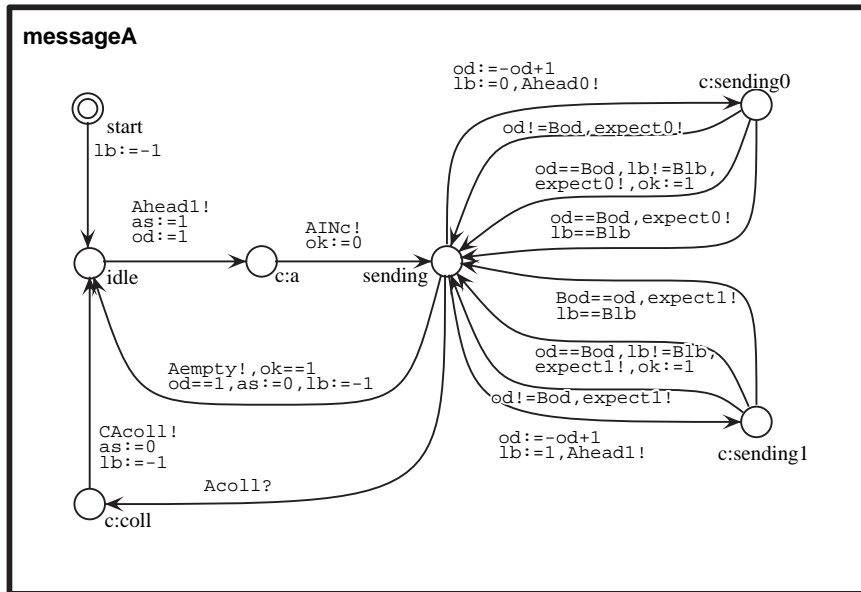 messageA
od:=-od+1
lb:=0,Ahead0!
c:sending0
start
lb:=-1
od!=Bod,expect0!
od==Bod,lb!=Blb,
expect0!,ok:=1
Ahead1!
as:=1
od:=1
AINc!
ok:=0
od==Bod,expect0!
lb==Blb
idle
c:a
sending
Bod==od,expect1!
lb==Blb
od==Bod,lb!=Blb,
expect1!,ok:=1
Aempty!,ok==1
od==1,as:=0,lb:=-1
od!=Bod,expect1!
CAcoll!
as:=0
lb:=-1
od:=-od+1
lb:=1,Ahead1!
c:sending1
Acoll?
c:coll